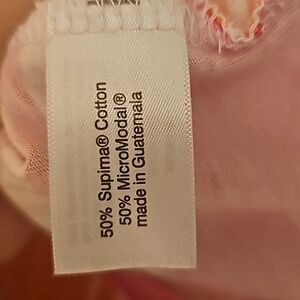 50% Supima® Cotton
50% MicroModal®
made in Guatemala